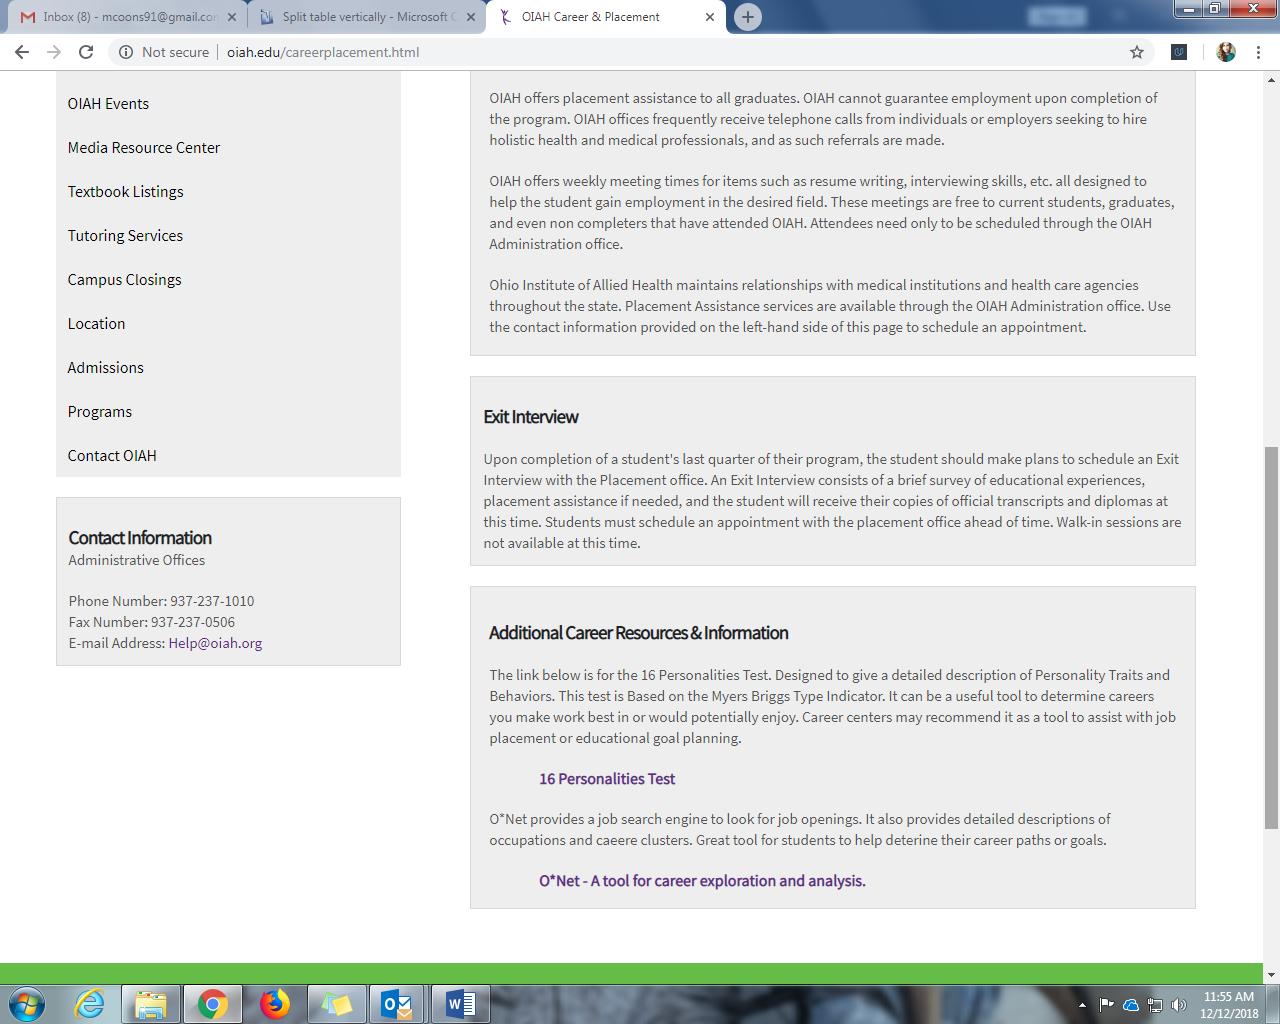 Inbox (8) - mcoons91@gmail.con
Split table vertically - Microsoft C
OIAH Career & Placement
Not secure
oiah.edu/careerplacement.html
OIAH Events
Media Resource Center
Textbook Listings
Tutoring Services
Campus Closings
Location
Admissions
Programs
Contact OIAH
Contact Information
Administrative Offices
Phone Number: 937-237-1010
Fax Number: 937-237-0506
E-mail Address: Help@oiah.org
OIAH offers placement assistance to all graduates. OIAH cannot guarantee employment upon completion of
the program. OIAH offices frequently receive telephone calls from individuals or employers seeking to hire
holistic health and medical professionals, and as such referrals are made.
OIAH offers weekly meeting times for items such as resume writing, interviewing skills, etc. all designed to
help the student gain employment in the desired field. These meetings are free to current students, graduates,
and even non completers that have attended OIAH. Attendees need only to be scheduled through the OIAH
Administration office.
Ohio Institute of Allied Health maintains relationships with medical institutions and health care agencies
throughout the state. Placement Assistance services are available through the OIAH Administration office. Use
the contact information provided on the left-hand side of this page to schedule an appointment.
Exit Interview
Upon completion of a student's last quarter of their program, the student should make plans to schedule an Exit
Interview with the Placement office. An Exit Interview consists of a brief survey of educational experiences,
placement assistance if needed, and the student will receive their copies of official transcripts and diplomas at
this time. Students must schedule an appointment with the placement office ahead of time. Walk-in sessions are
not available at this time.
Additional Career Resources & Information
The link below is for the 16 Personalities Test. Designed to give a detailed description of Personality Traits and
Behaviors. This test is Based on the Myers Briggs Type Indicator. It can be a useful tool to determine careers
you make work best in or would potentially enjoy. Career centers may recommend it as a tool to assist with job
placement or educational goal planning.
16 Personalities Test
O*Net provides a job search engine to look for job openings. It also provides detailed descriptions of
occupations and caeere clusters. Great tool for students to help deterine their career paths or goals.
O*Net - A tool for career exploration and analysis.
11:55 AM
12/12/2018